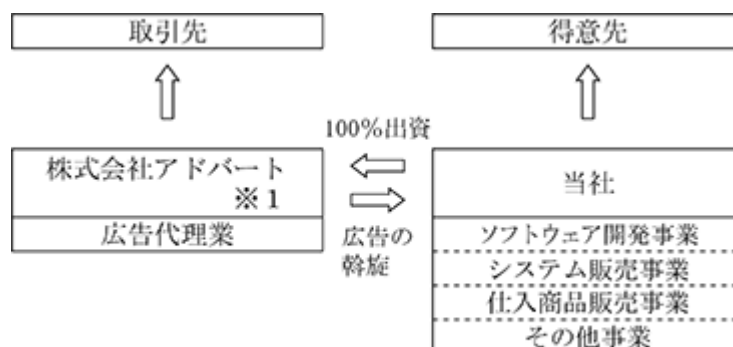 取引先
得意先
100％出資
株式会社アドバート
※1
当社
広告代理業
広告の
斡旋
ソフトウェア開発事業
システム販売事業
仕入商品販売事業
その他事業